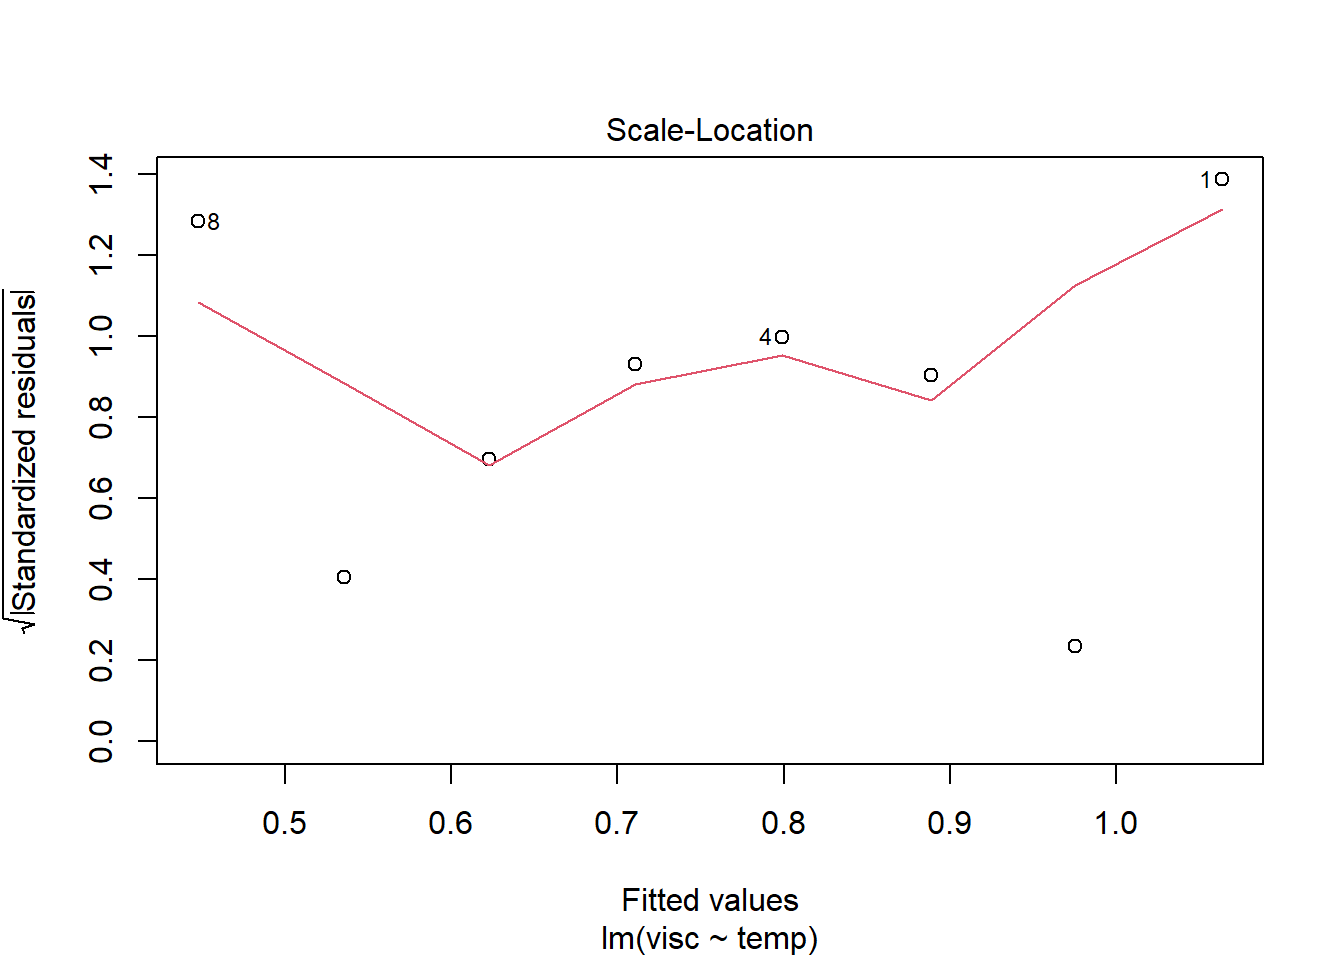 Scale-Location
√|Standardized residuals|
1.4
1.2
1.0
0.8
0.6
0.4
0.2
0.0
8
4
1
0.5 0.6 0.7 0.8 0.9 1.0
Fitted values
lm(visc ~ temp)